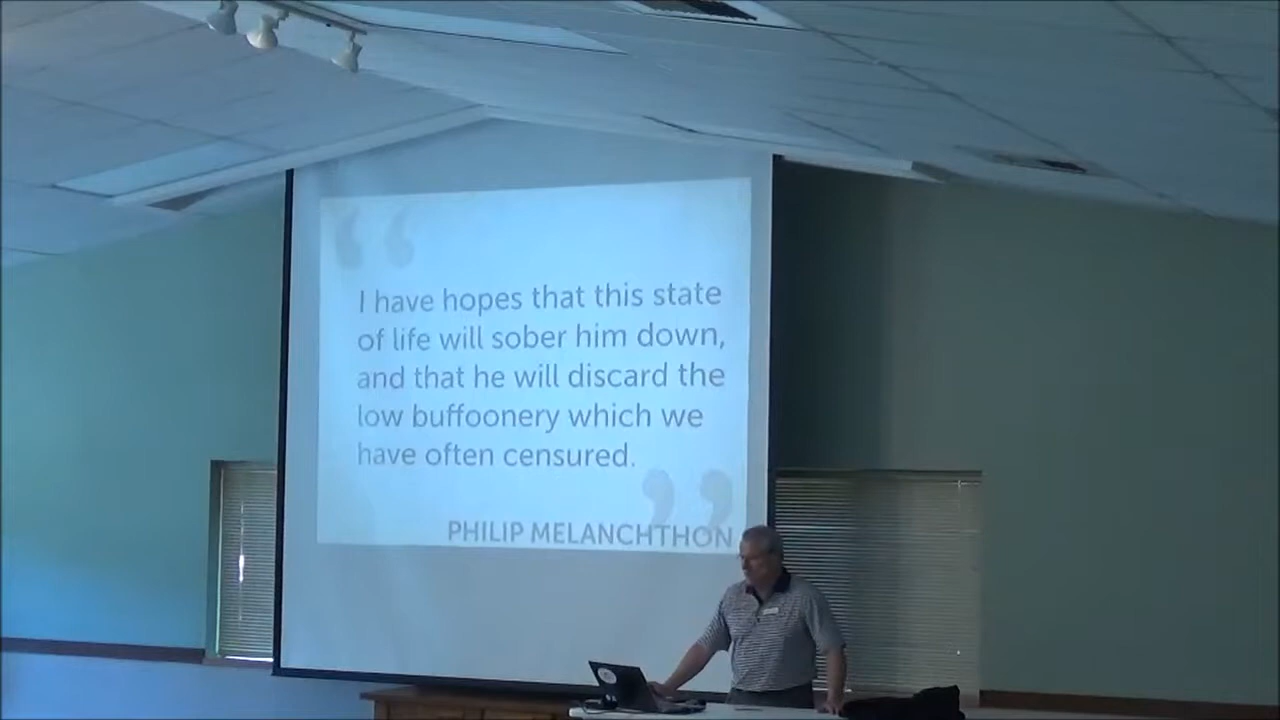 I have hopes that this state
of life will sober him down,
and that he will discard the
low buffoonery which we
have often censured.
PHILIP MELANCHTHON